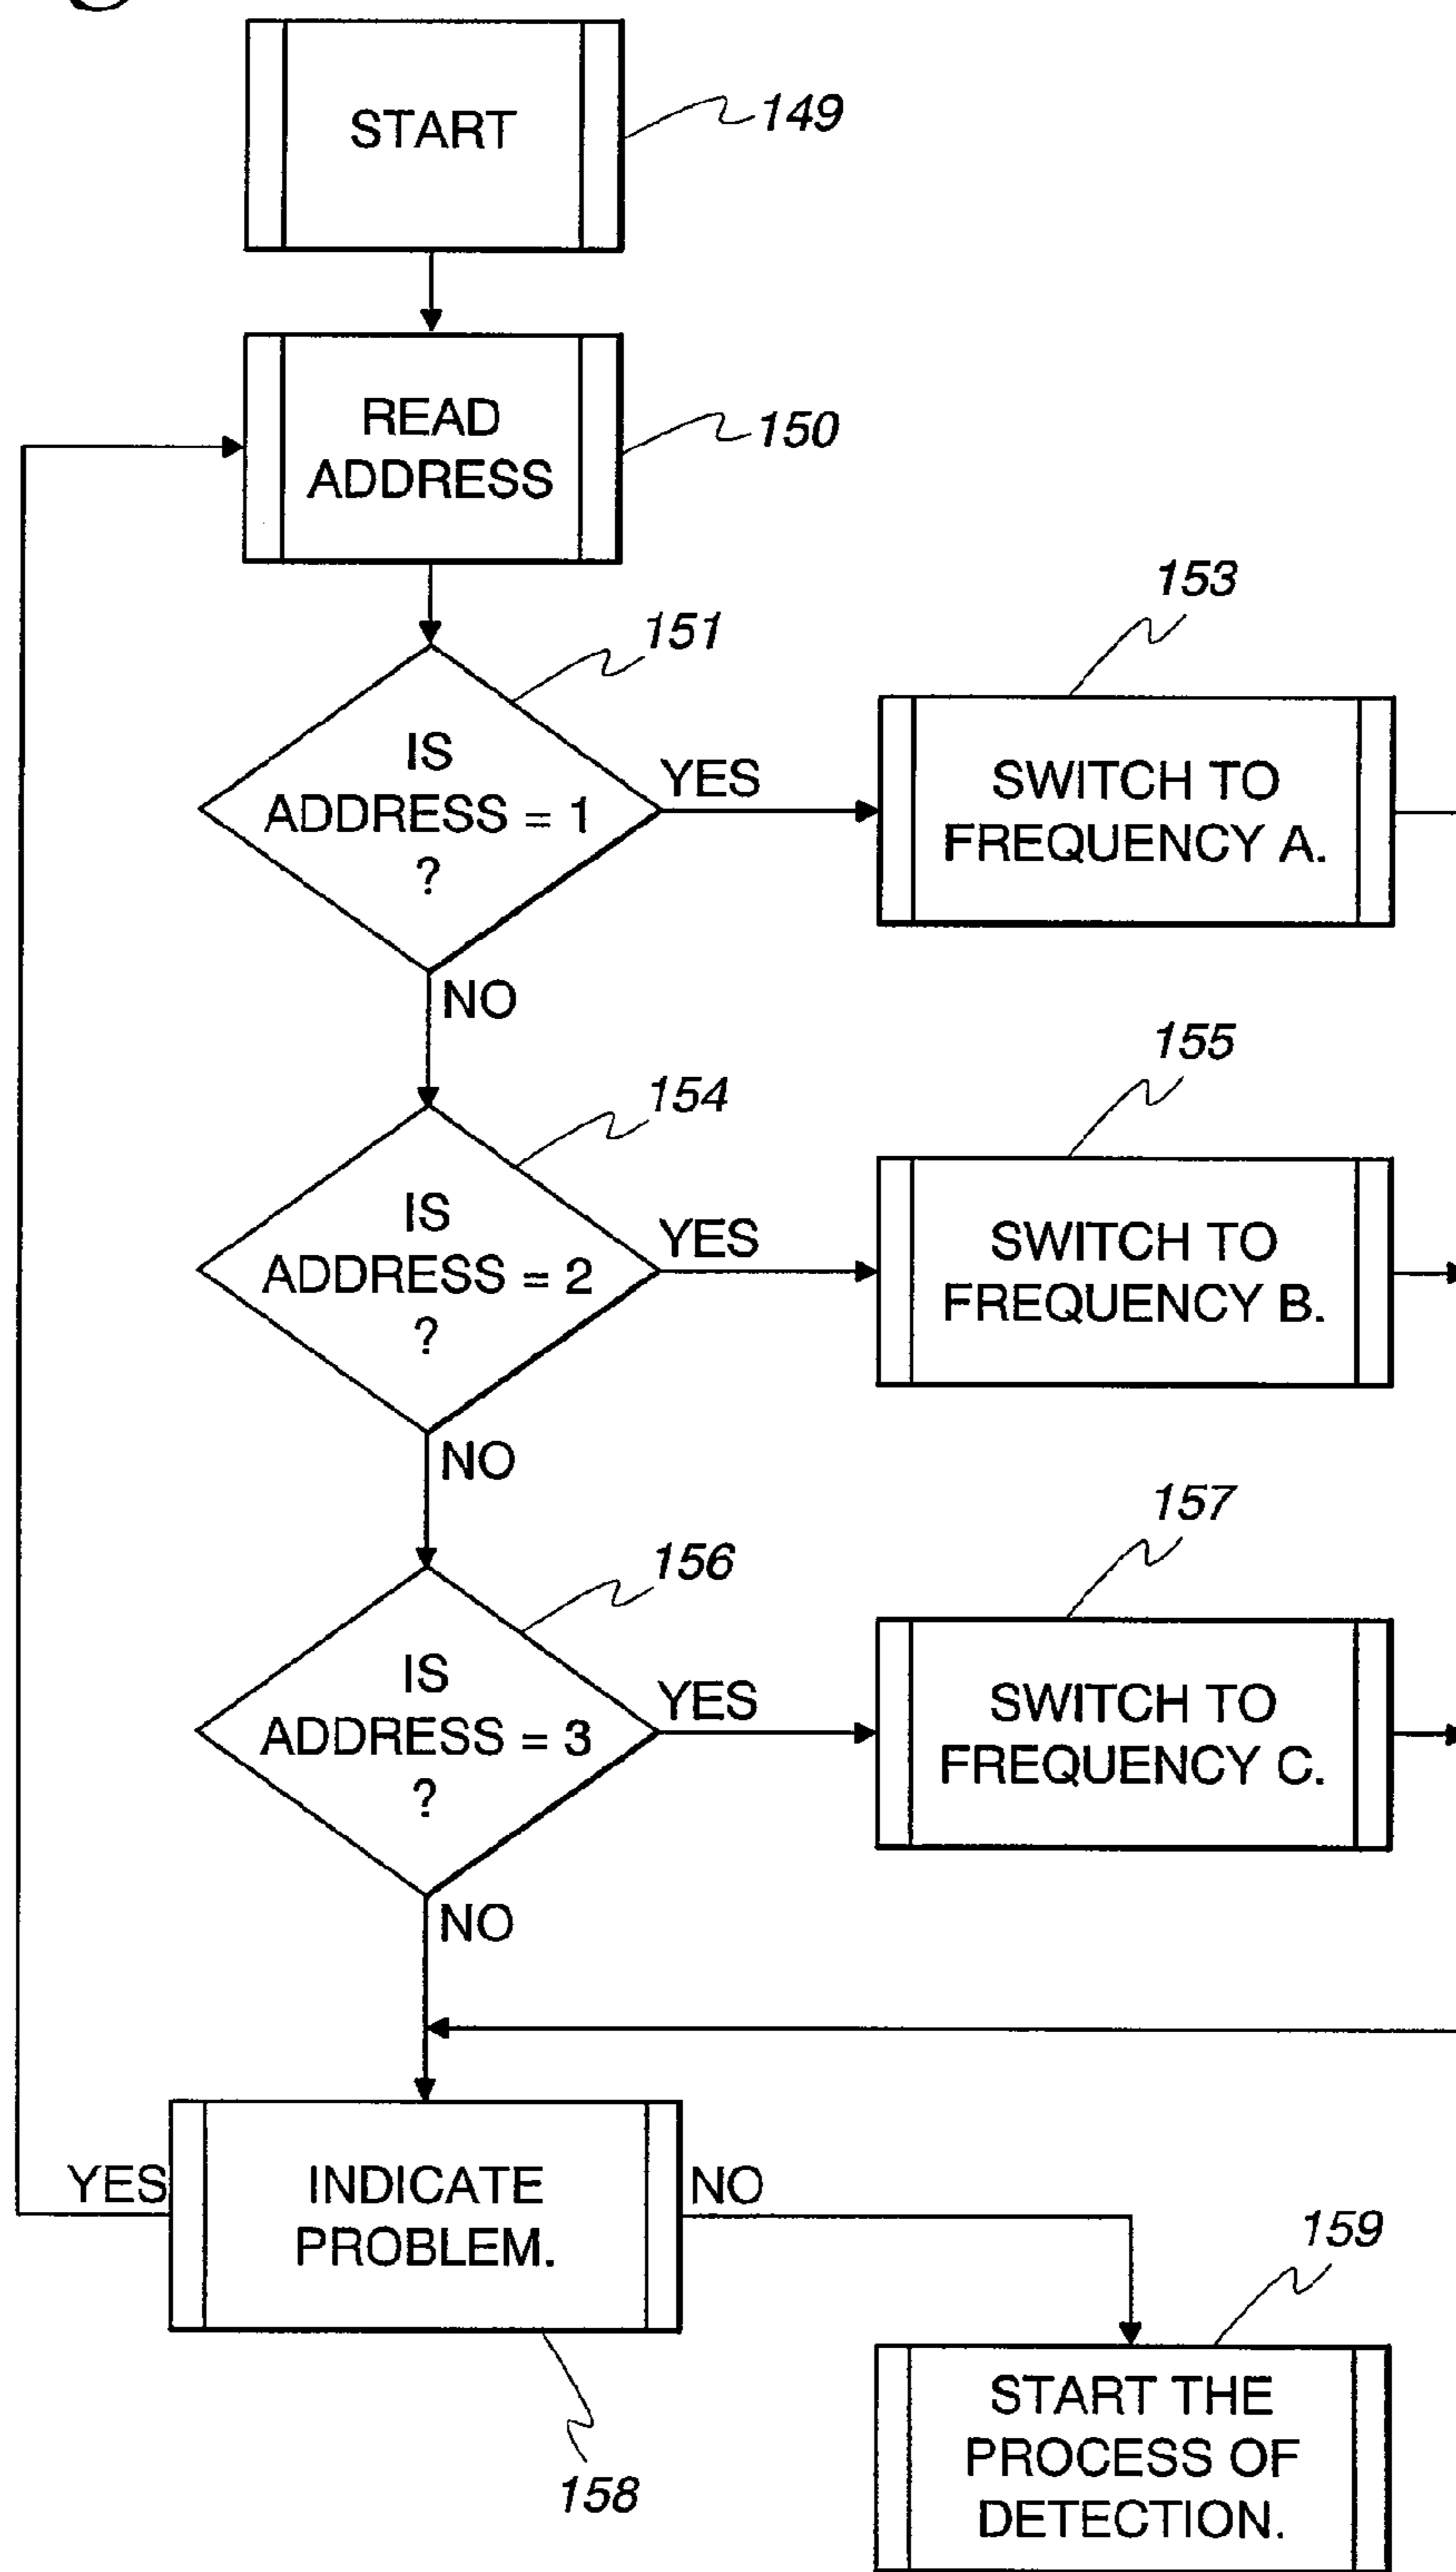 START
149
READ
ADDRESS
150
151
IS
ADDRESS = 1
?
YES
153
SWITCH TO
FREQUENCY A.
NO
154
IS
ADDRESS = 2
?
YES
155
SWITCH TO
FREQUENCY B.
NO
156
IS
ADDRESS = 3
?
YES
157
SWITCH TO
FREQUENCY C.
NO
YES
INDICATE
PROBLEM.
NO
158
159
START THE
PROCESS OF
DETECTION.